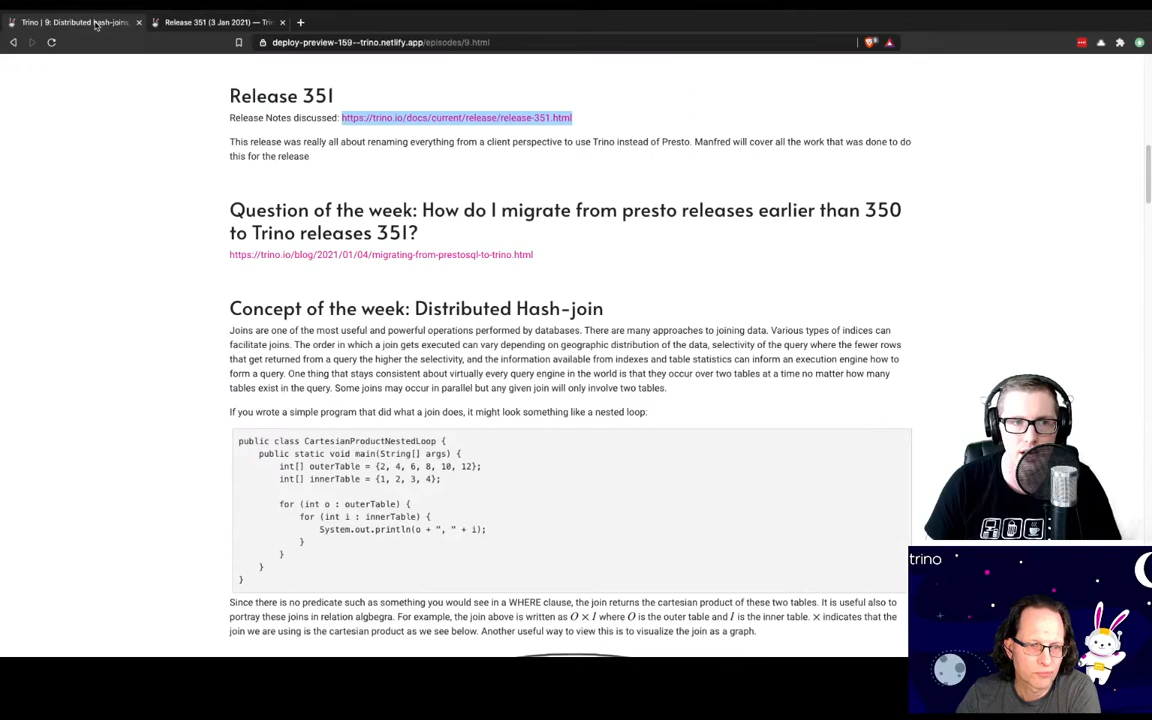 Trino | 9: Distributed hash-joins,
Release 351 (3 Jan 2021) — Trin
deploy-preview-159--trino.netlify.app/episodes/9.html
Release 351
Release Notes discussed: https://trino.io/docs/current/release/release-351.html
This release was really all about renaming everything from a client perspective to use Trino instead of Presto. Manfred will cover all the work that was done to do
this for the release
Question of the week: How do I migrate from presto releases earlier than 350
to Trino releases 351?
https://trino.io/blog/2021/01/04/migrating-from-prestosql-to-trino.html
Concept of the week: Distributed Hash-join
Joins are one of the most useful and powerful operations performed by databases. There are many approaches to joining data. Various types of indices can
facilitate joins. The order in which a join gets executed can vary depending on geographic distribution of the data, selectivity of the query where the fewer rows
that get returned from a query the higher the selectivity, and the information available from indexes and table statistics can inform an execution engine how to
form a query. One thing that stays consistent about virtually every query engine in the world is that they occur over two tables at a time no matter how many
tables exist in the query. Some joins may occur in parallel but any given join will only involve two tables.
If you wrote a simple program that did what a join does, it might look something like a nested loop:
public class CartesianProductNestedLoop {
public static void main(String[] args) {
int[] outerTable = {2, 4, 6, 8, 10, 12};
int[] innerTable = {1, 2, 3, 4};
for (int o : outerTable) {
for (int i : innerTable) {
System.out.println(o + ", " + i);
}
}
}
}
Since there is no predicate such as something you would see in a WHERE clause, the join returns the cartesian product of these two tables. It is useful also to
portray these joins in relation algbegra. For example, the join above is written as O × I where O is the outer table and I is the inner table. × indicates that the
join we are using is the cartesian product as we see below. Another useful way to view this is to visualize the join as a graph.
trino